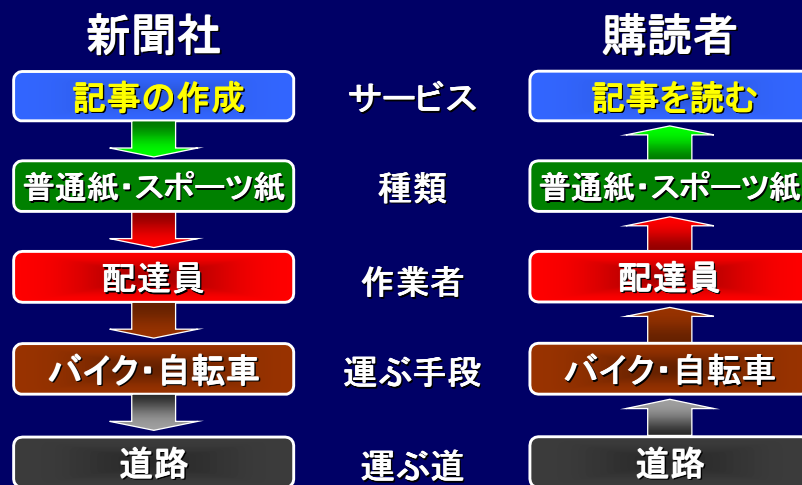 新聞社 購読者
記事の作成 サービス 記事を読む
普通紙・スポーツ紙 種類 普通紙・スポーツ紙
配達員 作業者 配達員
バイク・自転車 運ぶ手段 バイク・自転車
道路 運ぶ道 道路